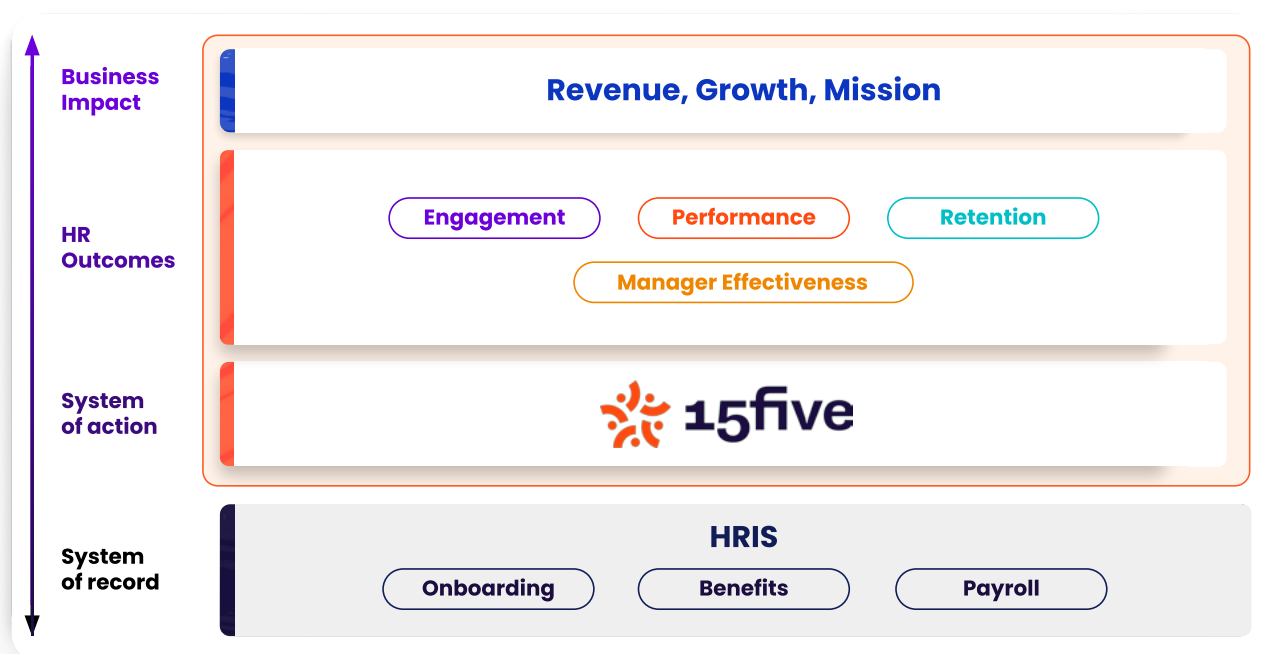 Business
Impact
Revenue, Growth, Mission
HR
Outcomes
Engagement
Performance
Retention
Manager Effectiveness
System
of action
15five
System
of record
HRIS
Onboarding
Benefits
Payroll